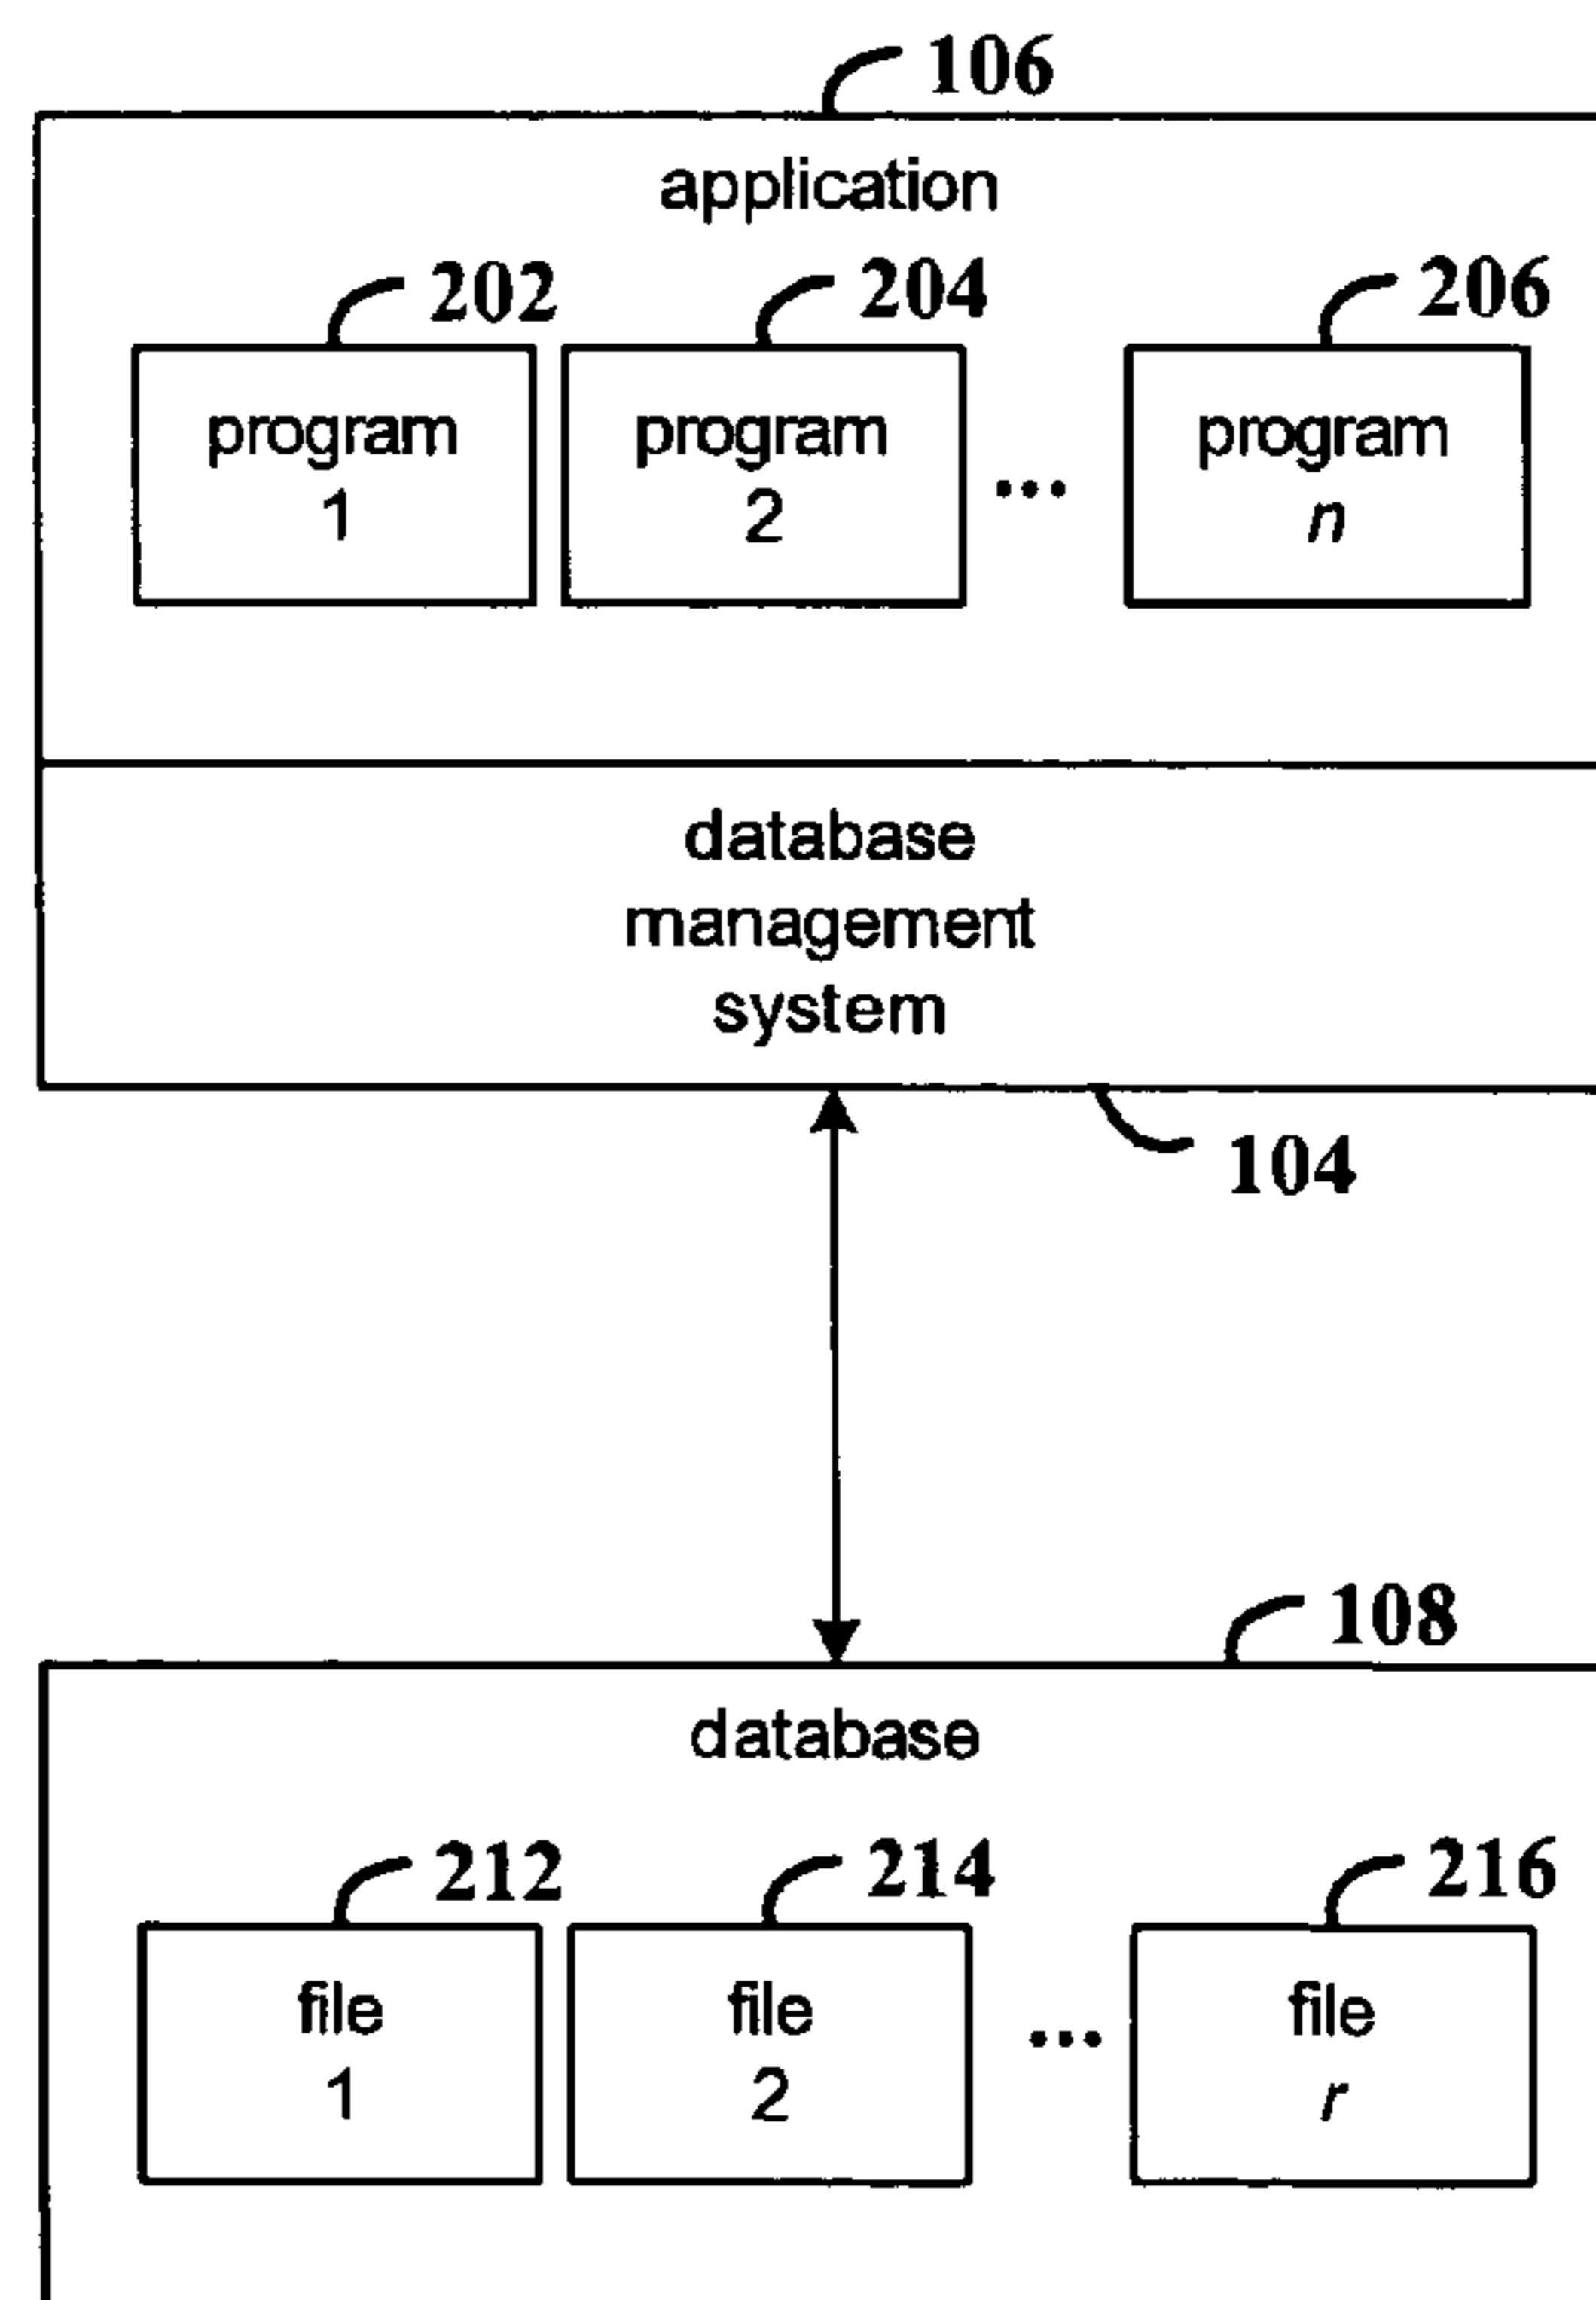 106
application
202 204 206
program program program
1 2 ... n
database
management
system
104
108
database
212 214 216
file file file
1 2 ... r